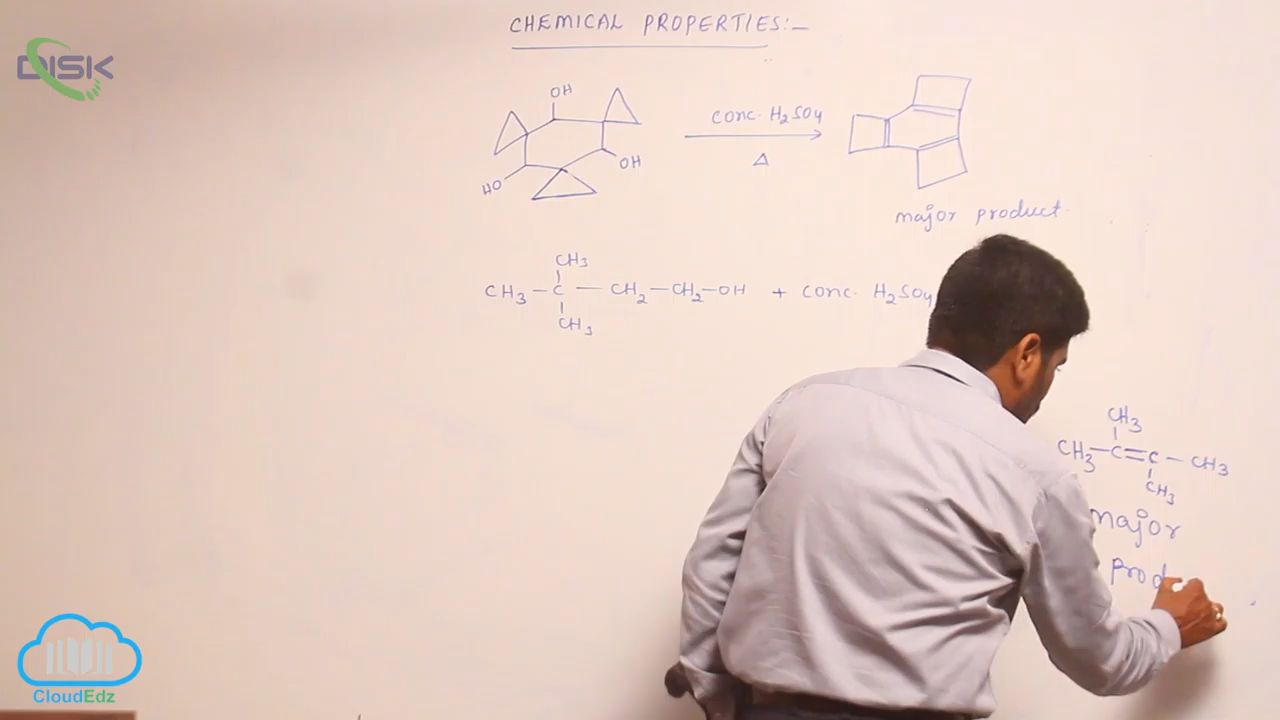 CHEMICAL PROPERTIES:-
DISK
OH
conc. H2SO4
Δ
OH
HO
major product.
CH3
CH3 — C — CH2 — CH2 — OH + conc. H2SO4
CH3
CH3
CH3 — C = C — CH3
CH3
major
prod
CloudEdz